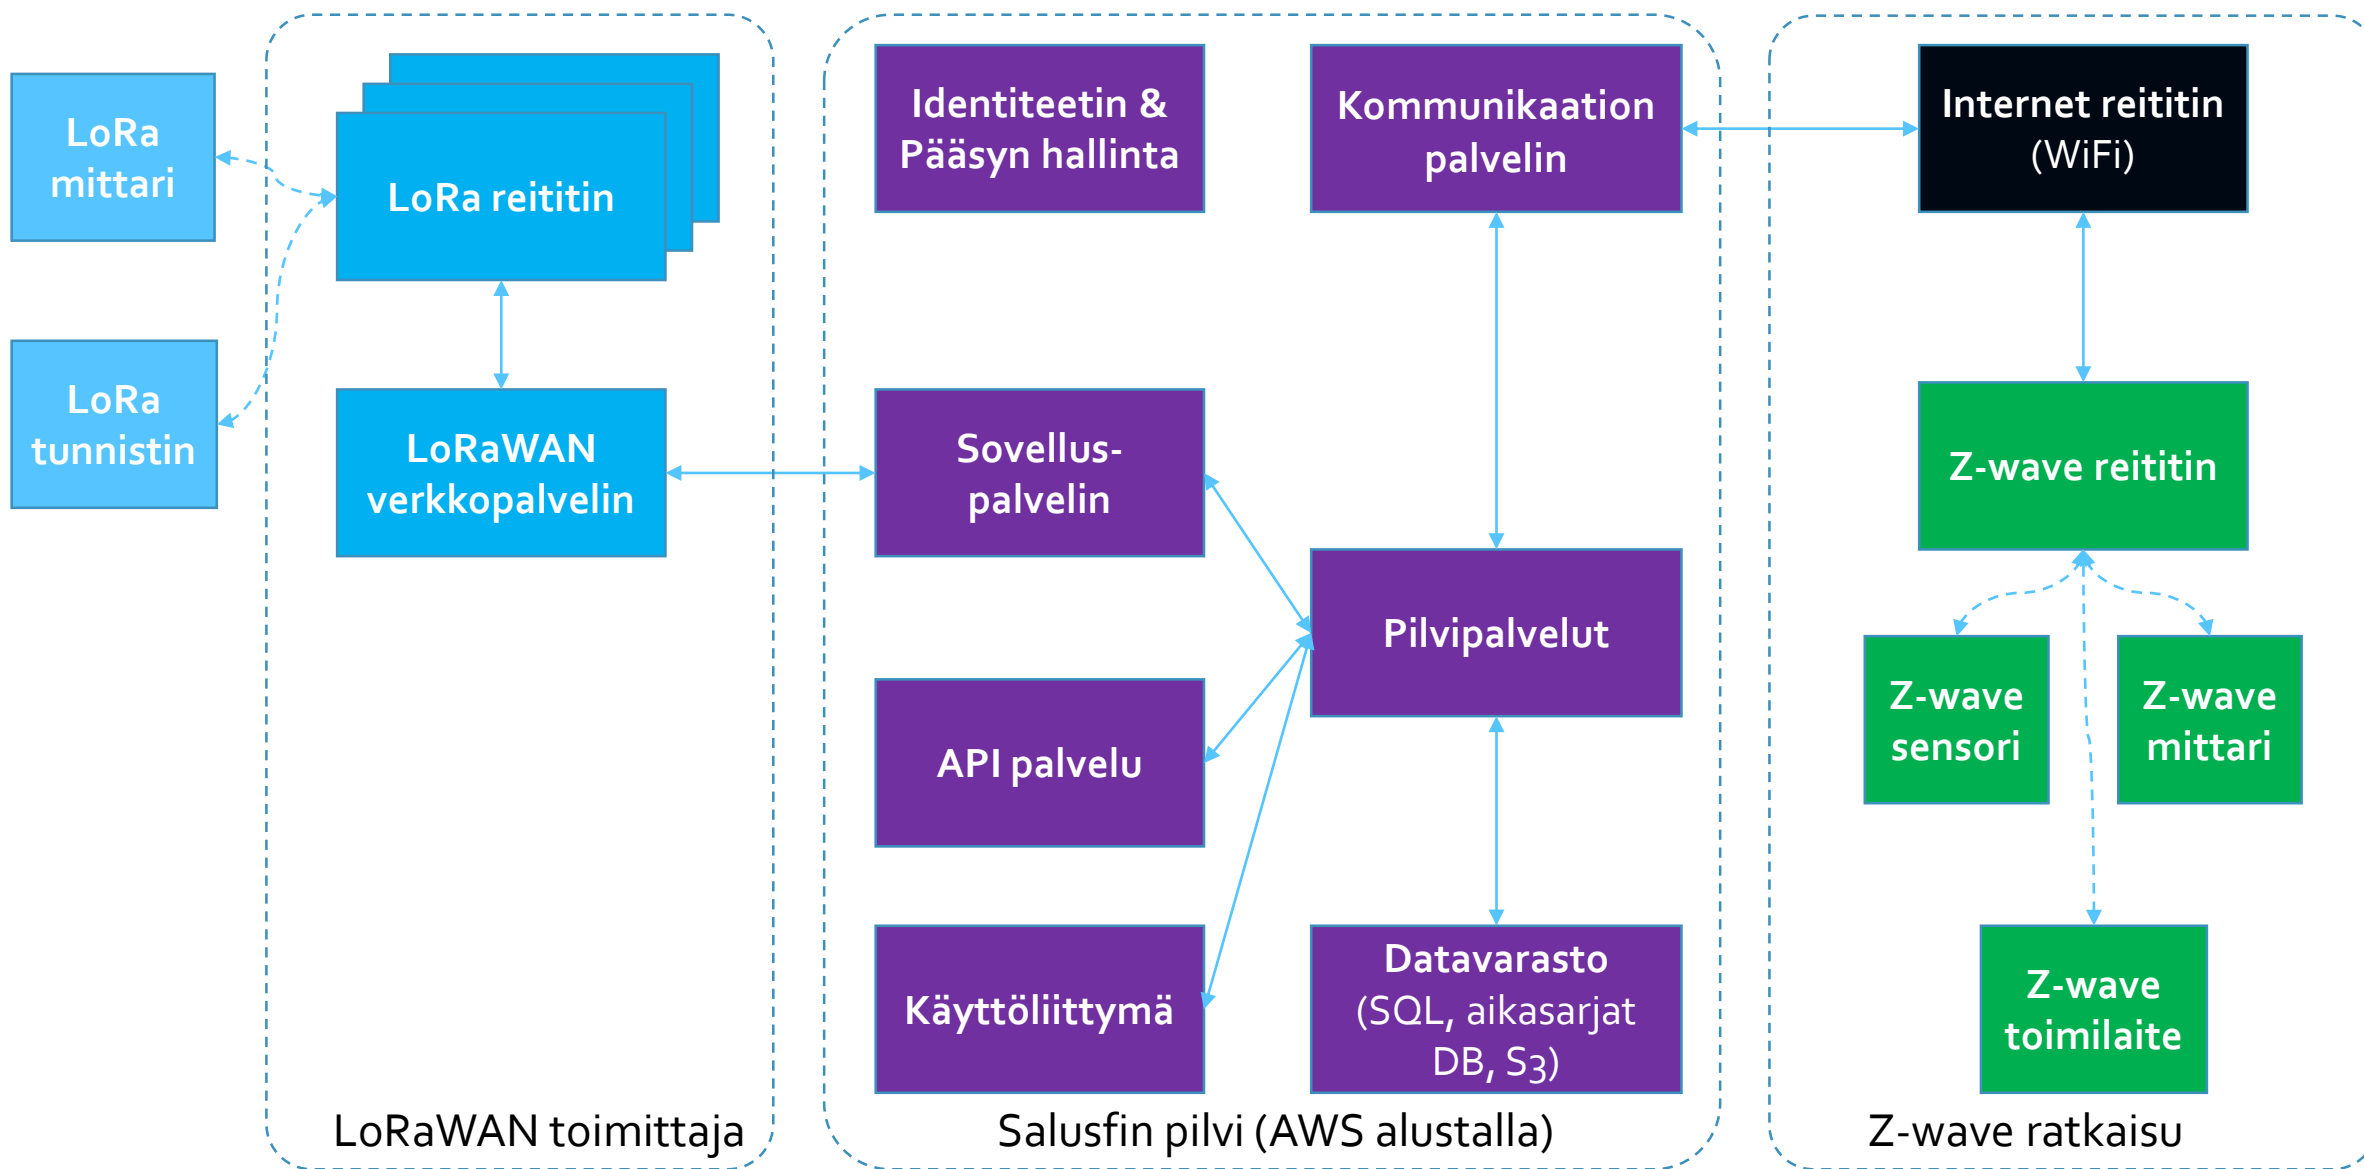 LoRa
mittari
LoRa
tunnistin
LoRa reititin
LoRaWAN
verkkopalvelin
LoRaWAN toimittaja
Identiteetin &
Pääsyn hallinta
Kommunikaation
palvelin
Sovellus-
palvelin
Pilvipalvelut
API palvelu
Käyttöliittymä
Datavarasto
(SQL, aikasarjat
DB, S3)
Salusfin pilvi (AWS alustalla)
Internet reititin
(WiFi)
Z-wave reititin
Z-wave
sensori
Z-wave
mittari
Z-wave
toimilaite
Z-wave ratkaisu